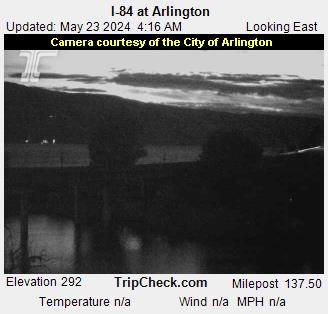 I-84 at Arlington
Updated: May 23 2024 4:16 AM Looking East
Camera courtesy of the City of Arlington
Elevation 292 TripCheck.com Milepost 137.50
Temperature n/a Wind n/a MPH n/a